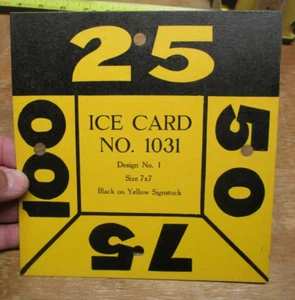 25
ICE CARD
NO. 1031
Design No. 1
Size 7x7
Black on Yellow Signstuck
100
50
75